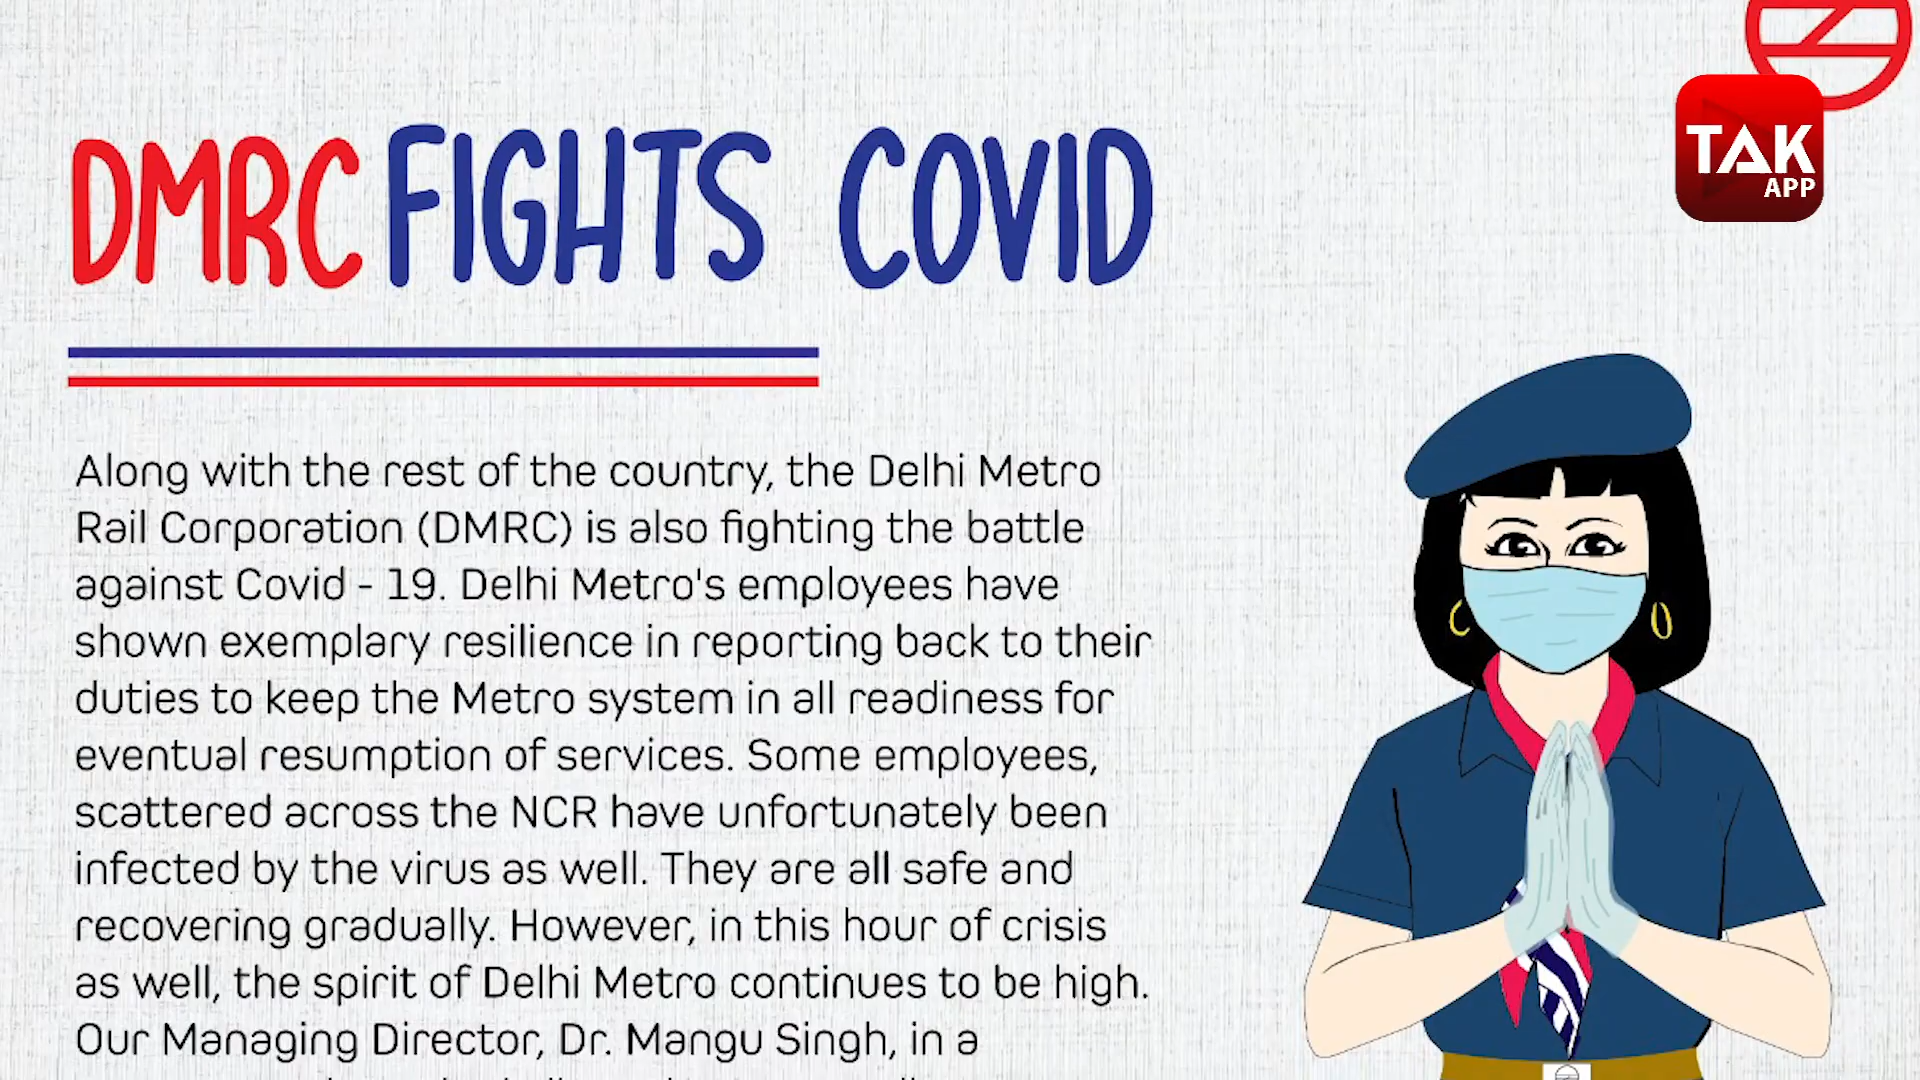 TAK
APP
DMRC FIGHTS COVID
Along with the rest of the country, the Delhi Metro
Rail Corporation (DMRC) is also fighting the battle
against Covid - 19. Delhi Metro's employees have
shown exemplary resilience in reporting back to their
duties to keep the Metro system in all readiness for
eventual resumption of services. Some employees,
scattered across the NCR have unfortunately been
infected by the virus as well. They are all safe and
recovering gradually. However, in this hour of crisis
as well, the spirit of Delhi Metro continues to be high.
Our Managing Director, Dr. Mangu Singh, in a